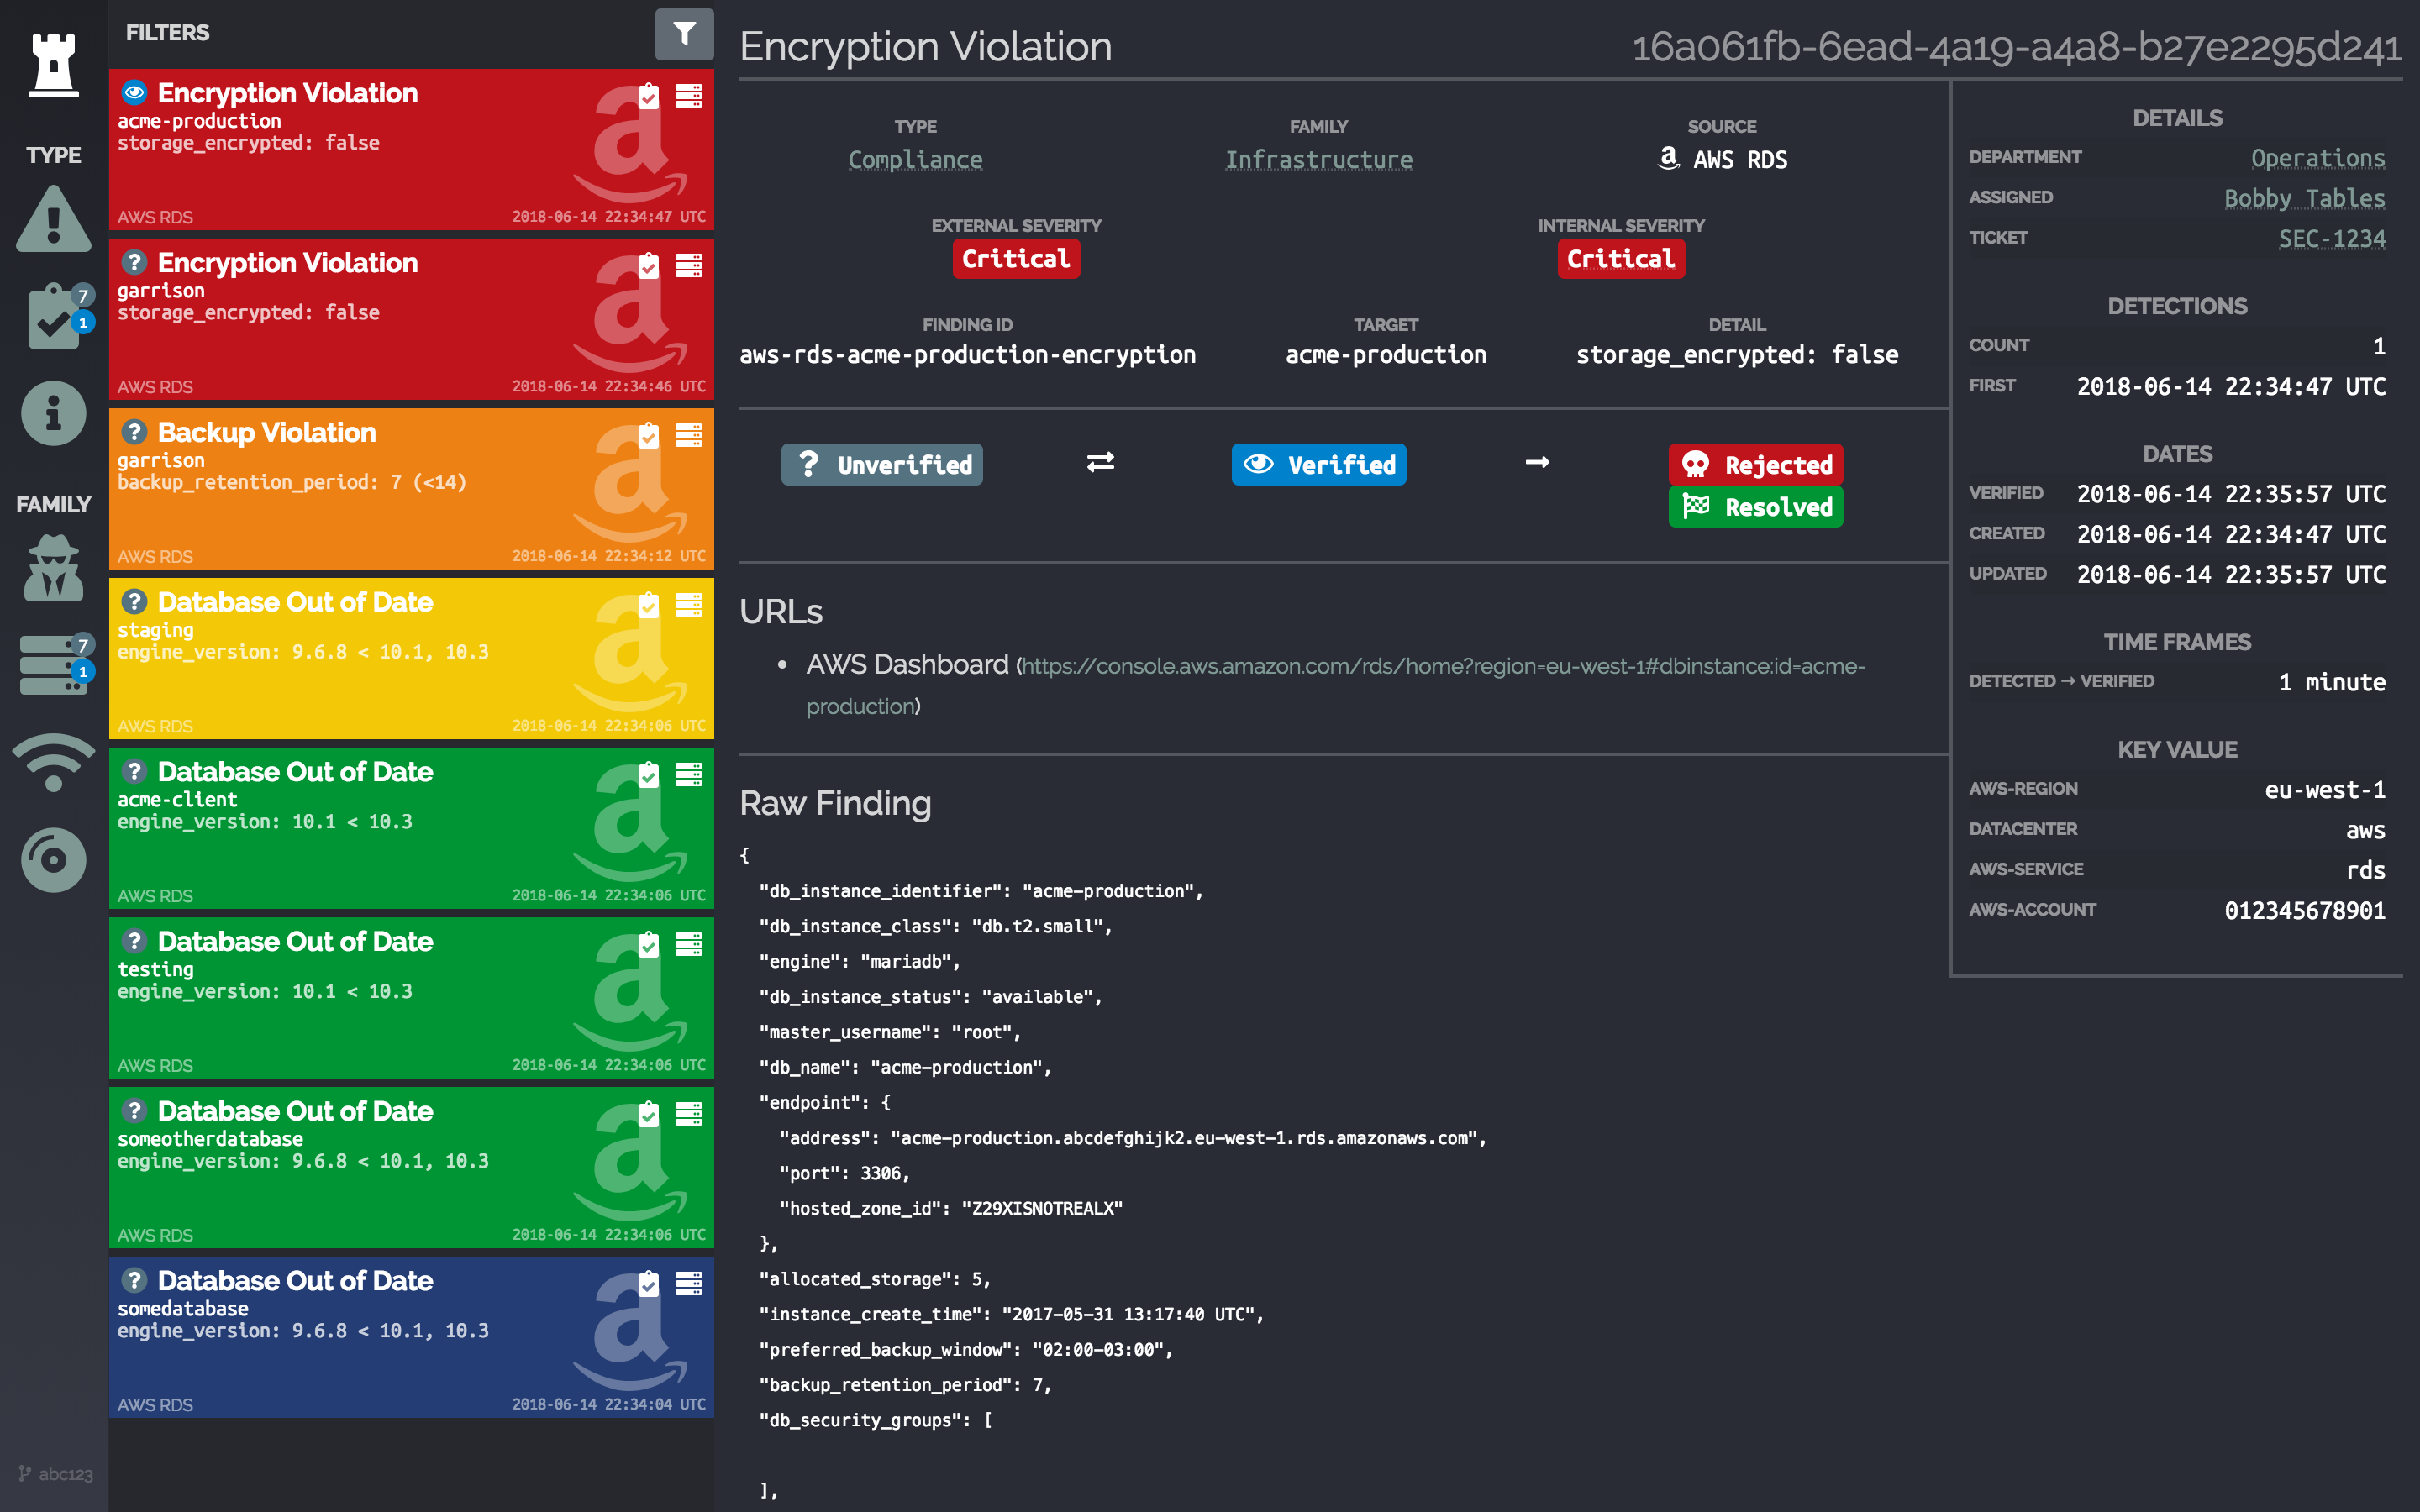 TYPE
7
1
FAMILY
7
1
abc123
FILTERS
Encryption Violation
acme-production
storage_encrypted: false
AWS RDS 2018-06-14 22:34:47 UTC
Encryption Violation
garrison
storage_encrypted: false
AWS RDS 2018-06-14 22:34:46 UTC
Backup Violation
garrison
backup_retention_period: 7 (<14)
AWS RDS 2018-06-14 22:34:12 UTC
Database Out of Date
staging
engine_version: 9.6.8 < 10.1, 10.3
AWS RDS 2018-06-14 22:34:06 UTC
Database Out of Date
acme-client
engine_version: 10.1 < 10.3
AWS RDS 2018-06-14 22:34:06 UTC
Database Out of Date
testing
engine_version: 10.1 < 10.3
AWS RDS 2018-06-14 22:34:06 UTC
Database Out of Date
someotherdatabase
engine_version: 9.6.8 < 10.1, 10.3
AWS RDS 2018-06-14 22:34:06 UTC
Database Out of Date
somedatabase
engine_version: 9.6.8 < 10.1, 10.3
AWS RDS 2018-06-14 22:34:04 UTC
Encryption Violation 16a061fb-6ead-4a19-a4a8-b27e2295d241
TYPE FAMILY SOURCE
Compliance Infrastructure AWS RDS
EXTERNAL SEVERITY INTERNAL SEVERITY
Critical Critical
FINDING ID TARGET DETAIL
aws-rds-acme-production-encryption acme-production storage_encrypted: false
? Unverified ⇄ Verified → Rejected
Resolved
URLs
• AWS Dashboard (https://console.aws.amazon.com/rds/home?region=eu-west-1#dbinstance:id=acme-
production)
Raw Finding
{
"db_instance_identifier": "acme-production",
"db_instance_class": "db.t2.small",
"engine": "mariadb",
"db_instance_status": "available",
"master_username": "root",
"db_name": "acme-production",
"endpoint": {
"address": "acme-production.abcdefghijk2.eu-west-1.rds.amazonaws.com",
"port": 3306,
"hosted_zone_id": "Z29XISNOTREALX"
},
"allocated_storage": 5,
"instance_create_time": "2017-05-31 13:17:40 UTC",
"preferred_backup_window": "02:00-03:00",
"backup_retention_period": 7,
"db_security_groups": [
],
DETAILS
DEPARTMENT Operations
ASSIGNED Bobby Tables
TICKET SEC-1234
DETECTIONS
COUNT 1
FIRST 2018-06-14 22:34:47 UTC
DATES
VERIFIED 2018-06-14 22:35:57 UTC
CREATED 2018-06-14 22:34:47 UTC
UPDATED 2018-06-14 22:35:57 UTC
TIME FRAMES
DETECTED → VERIFIED 1 minute
KEY VALUE
AWS-REGION eu-west-1
DATACENTER aws
AWS-SERVICE rds
AWS-ACCOUNT 012345678901